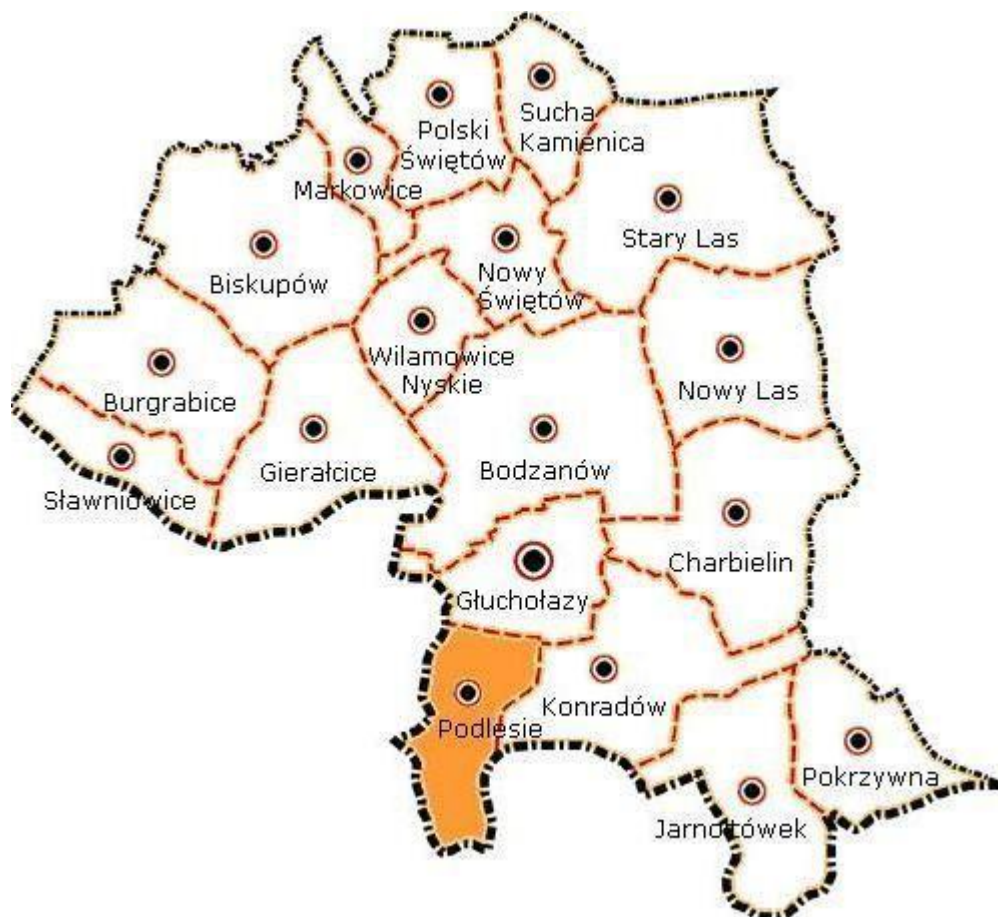 Polski
Świętów
Sucha
Kamienica
Markowice
Stary Las
Biskupów
Nowy
Świętów
Wilamowice
Nyskie
Nowy Las
Burgrabice
Gierałcice
Bodzanów
Sławniowice
Charbielin
Głuchołazy
Konradów
Podlesie
Pokrzywna
Jarnołtówek